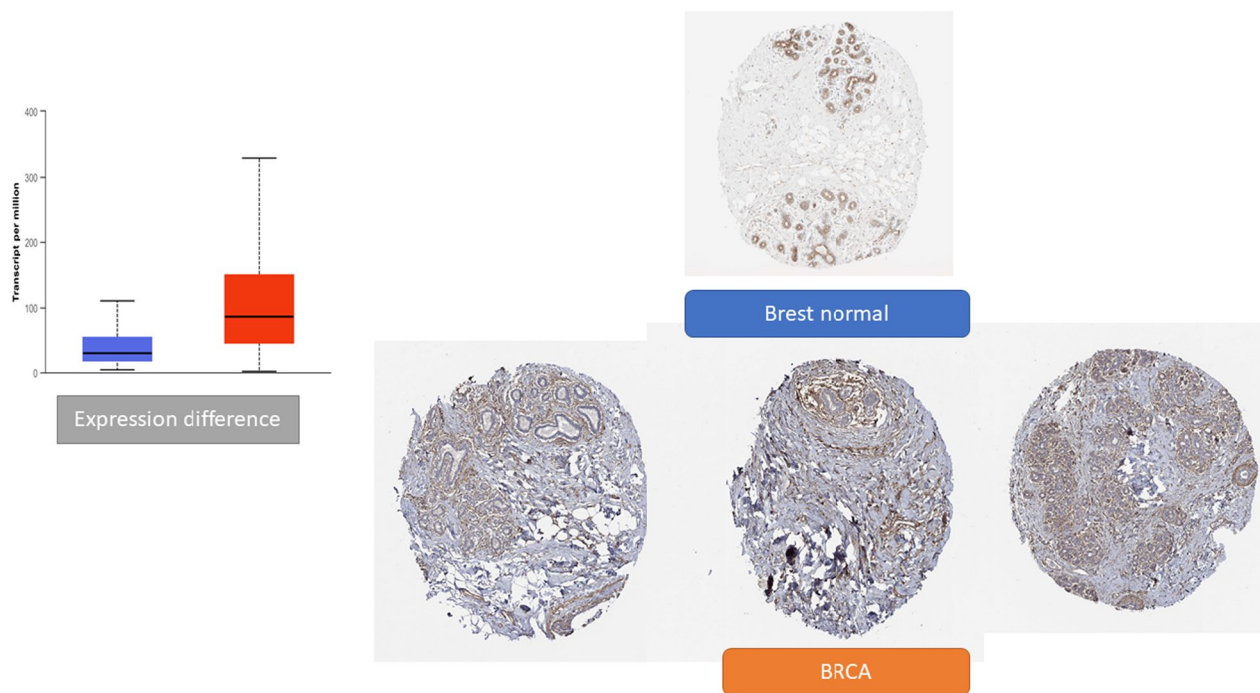 400
300
200
100
0
Transcript per million
Expression difference
Brest normal
BRCA